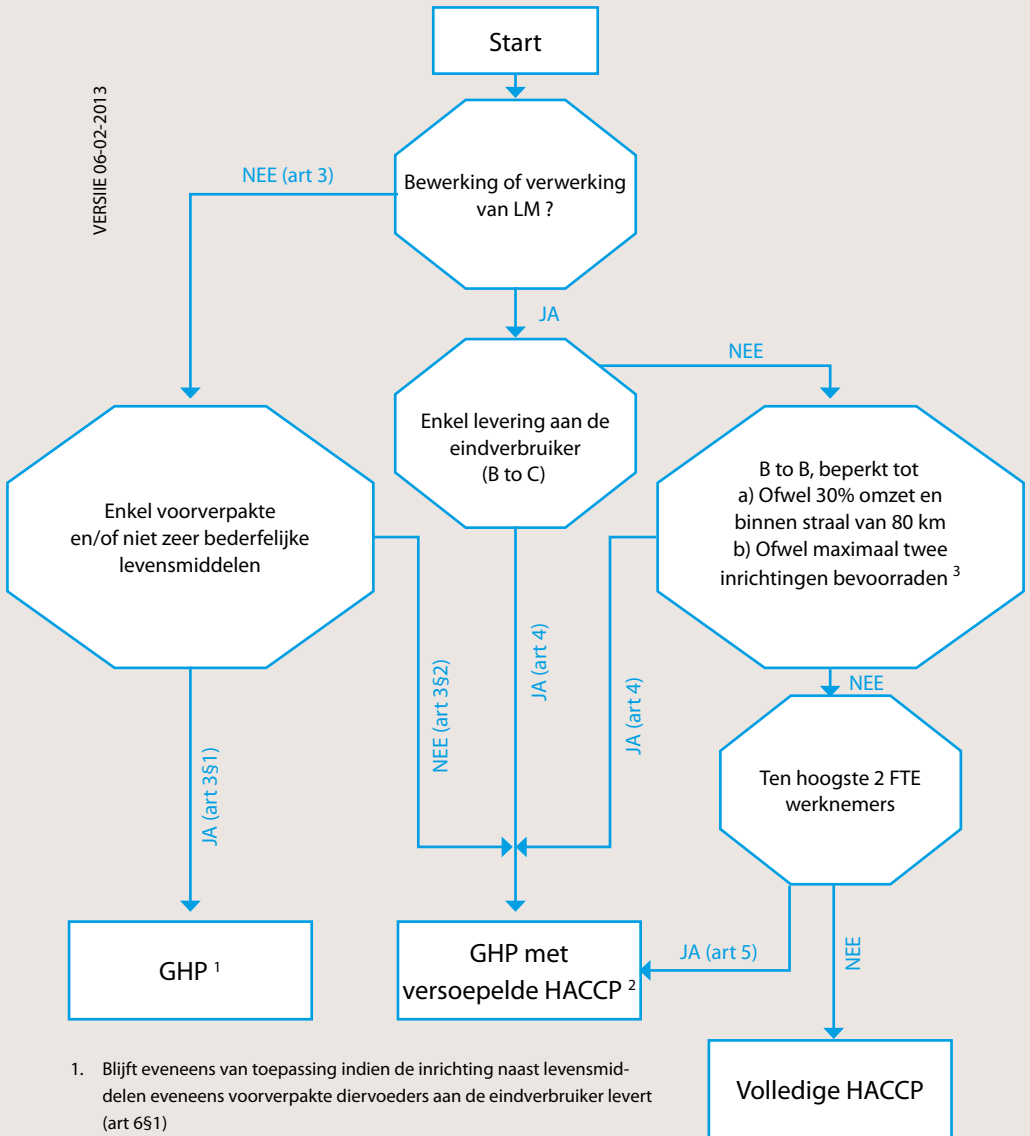 Start
VERSIIE 06-02-2013
NEE (art 3)
Bewerking of verwerking
van LM ?
JA
NEE
Enkel levering aan de
eindverbruiker
(B to C)
Enkel voorverpakte
en/of niet zeer bederfelijke
levensmiddelen
B to B, beperkt tot
a) Ofwel 30% omzet en
binnen straal van 80 km
b) Ofwel maximaal twee
inrichtingen bevoorraden 3
JA (art 3§1)
NEE (art 3§2)
JA (art 4)
JA (art 4)
NEE
Ten hoogste 2 FTE
werknemers
GHP 1
GHP met
versoepelde HACCP 2
JA (art 5)
NEE
Volledige HACCP
1. Blijft eveneens van toepassing indien de inrichting naast levensmid-
delen eveneens voorverpakte diervoeders aan de eindverbruiker levert
(art 6§1)